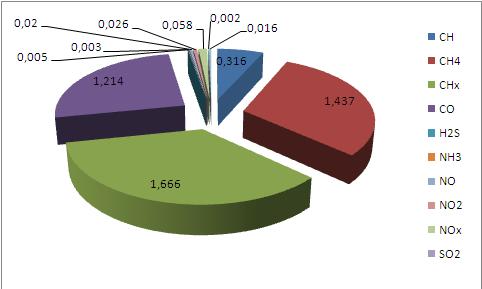 0,02
0,026
0,058
0,002
0,016
0,003
0,005
0,316
1,214
1,437
1,666
CH
CH4
CHx
CO
H2S
NH3
NO
NO2
NOx
SO2